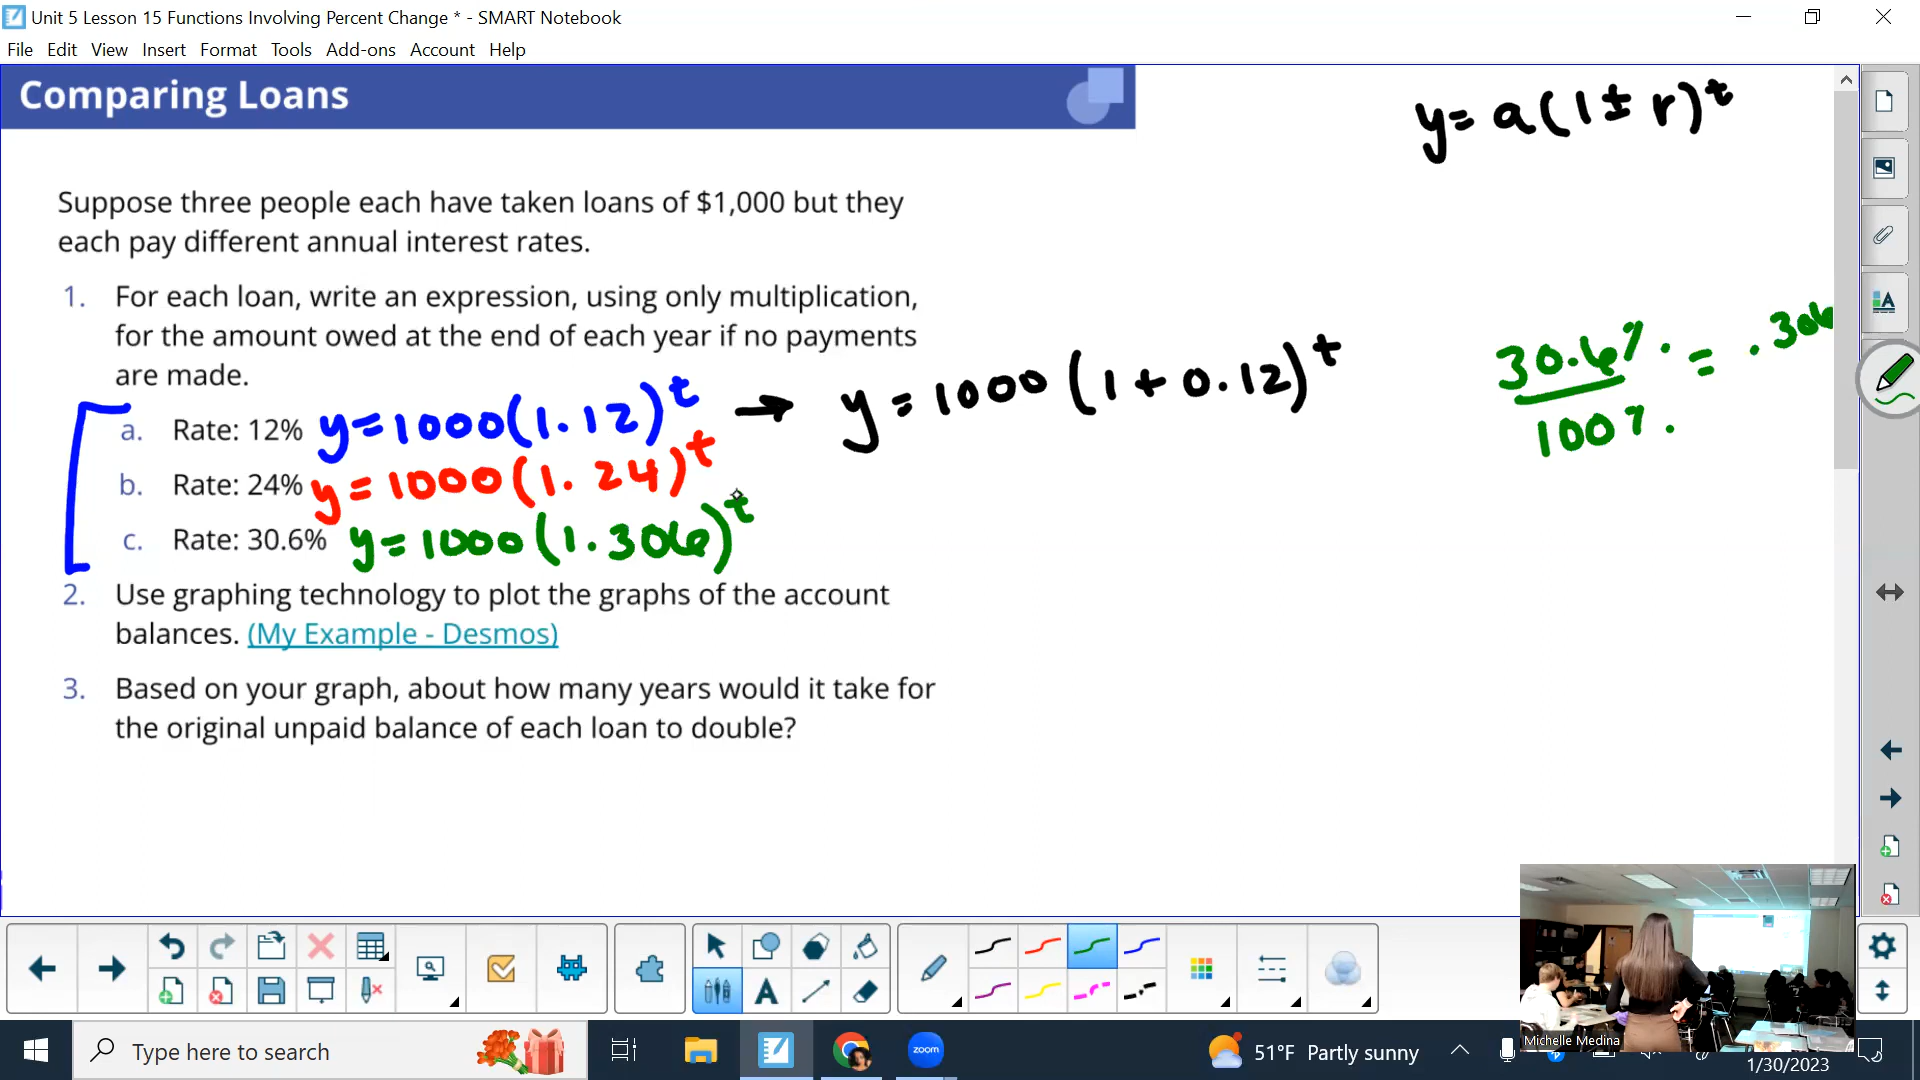 Unit 5 Lesson 15 Functions Involving Percent Change * - SMART Notebook
File Edit View Insert Format Tools Add-ons Account Help
Comparing Loans
y = a(1 ± r)^t
Suppose three people each have taken loans of $1,000 but they
each pay different annual interest rates.
1. For each loan, write an expression, using only multiplication,
for the amount owed at the end of each year if no payments
are made.
a. Rate: 12% y = 1000(1.12)^t → y = 1000(1 + 0.12)^t
30.6% / 100% = .306
b. Rate: 24% y = 1000(1.24)^t
c. Rate: 30.6% y = 1000(1.306)^t
2. Use graphing technology to plot the graphs of the account
balances. (My Example - Desmos)
3. Based on your graph, about how many years would it take for
the original unpaid balance of each loan to double?
Michelle Medina
Type here to search
zoom
51°F Partly sunny
1/30/2023